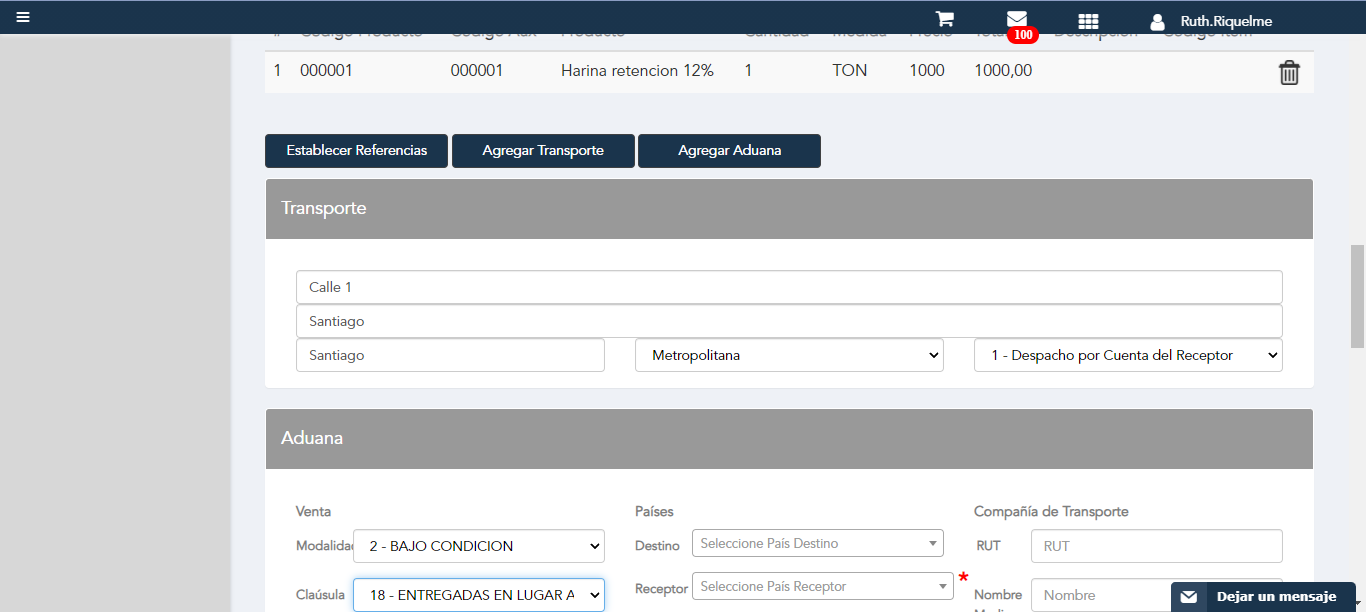 Ruth.Riquelme
100
1 000001 000001 Harina retencion 12% 1 TON 1000 1000,00
Establecer Referencias Agregar Transporte Agregar Aduana
Transporte
Calle 1
Santiago
Santiago Metropolitana 1 - Despacho por Cuenta del Receptor
Aduana
Venta Países Compañía de Transporte
Modalidad 2 - BAJO CONDICION Destino Seleccione País Destino RUT RUT
Receptor Seleccione País Receptor *
Claúsula 18 - ENTREGADAS EN LUGAR A Nombre Nombre
Dejar un mensaje